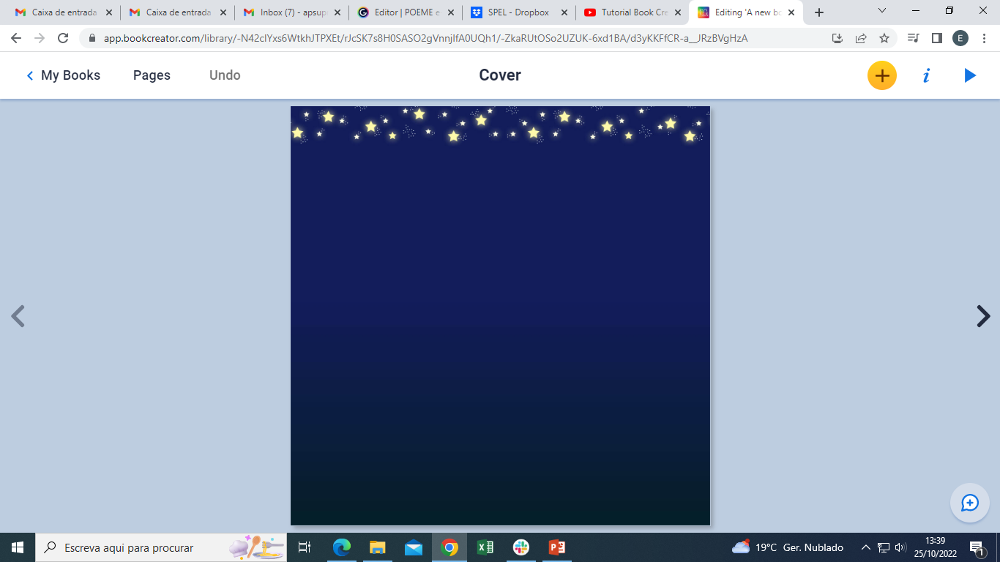 Caixa de entrada
Caixa de entrada
Inbox (7) - apsup
Editor | POEME e
SPEL - Dropbox
Tutorial Book Cre
Editing 'A new bo
app.bookcreator.com/library/-N42cIYxs6WtkhJTPXEt/rJcSK7s8H0SASO2gVnnjIfA0UQh1/-ZkaRUtOSo2UZUK-6xd1BA/d3yKKFfCR-a__JRzBVgHzA
E
My Books
Pages
Undo
Cover
i
Escreva aqui para procurar
19°C Ger. Nublado
13:39
25/10/2022
1